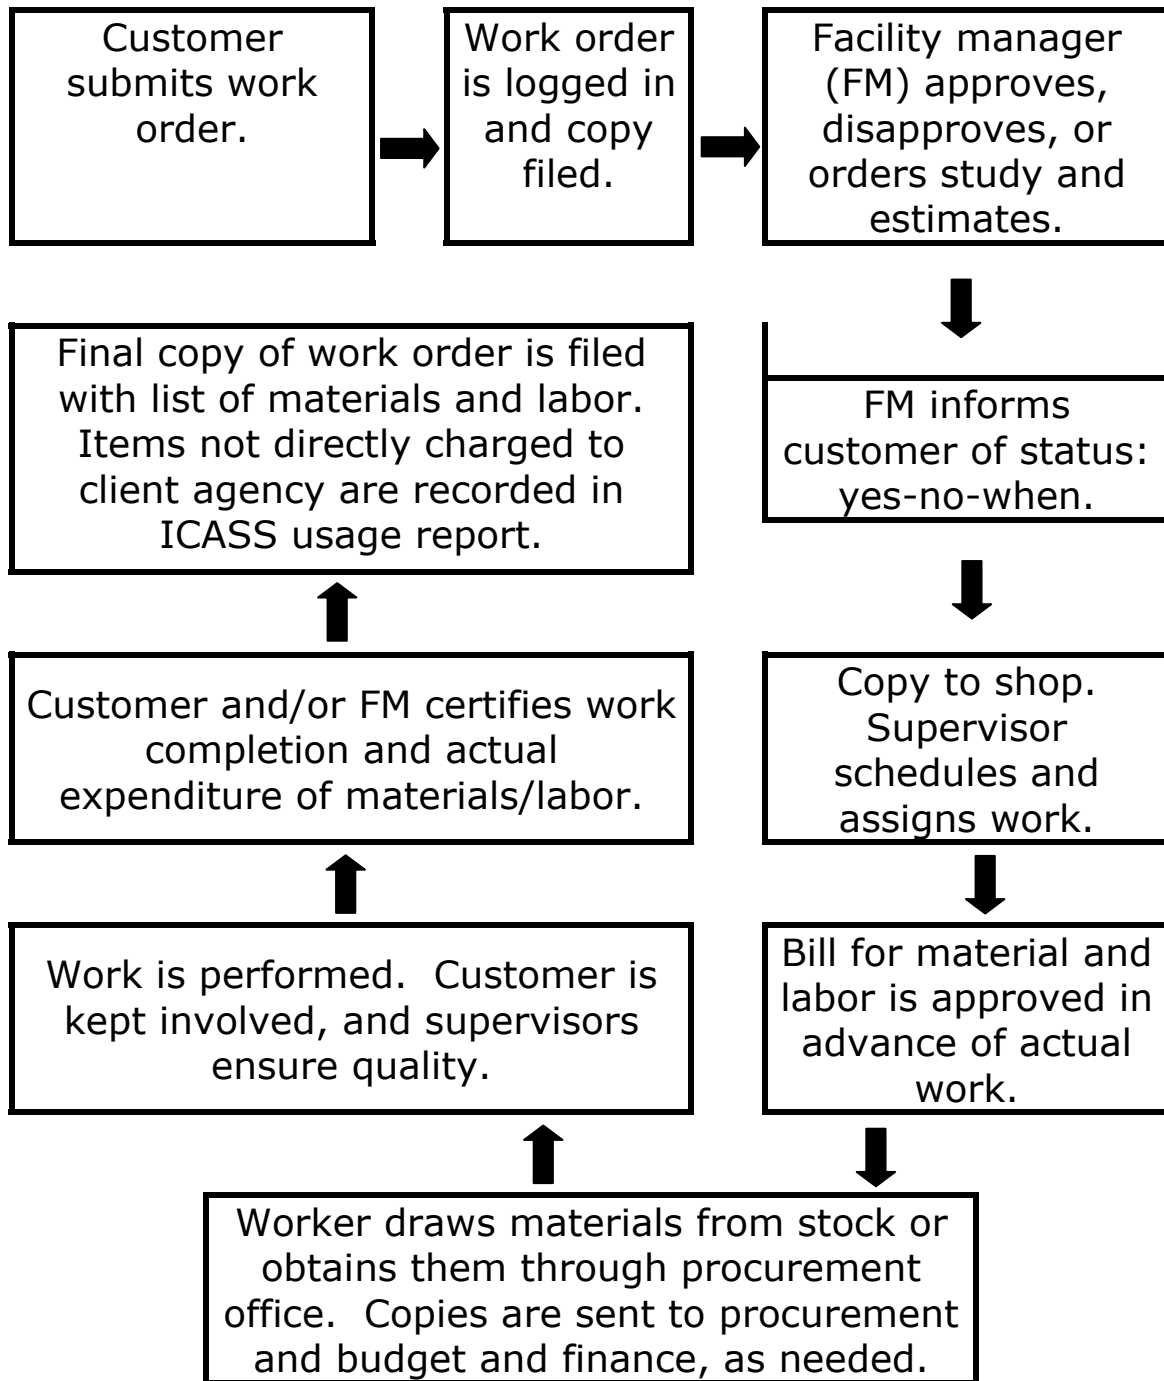 Customer
submits work
order.
Work order
is logged in
and copy
filed.
Facility manager
(FM) approves,
disapproves, or
orders study and
estimates.
FM informs
customer of status:
yes-no-when.
Copy to shop.
Supervisor
schedules and
assigns work.
Bill for material and
labor is approved in
advance of actual
work.
Worker draws materials from stock or
obtains them through procurement
office.  Copies are sent to procurement
and budget and finance, as needed.
Work is performed.  Customer is
kept involved, and supervisors
ensure quality.
Customer and/or FM certifies work
completion and actual
expenditure of materials/labor.
Final copy of work order is filed
with list of materials and labor.
Items not directly charged to
client agency are recorded in
ICASS usage report.